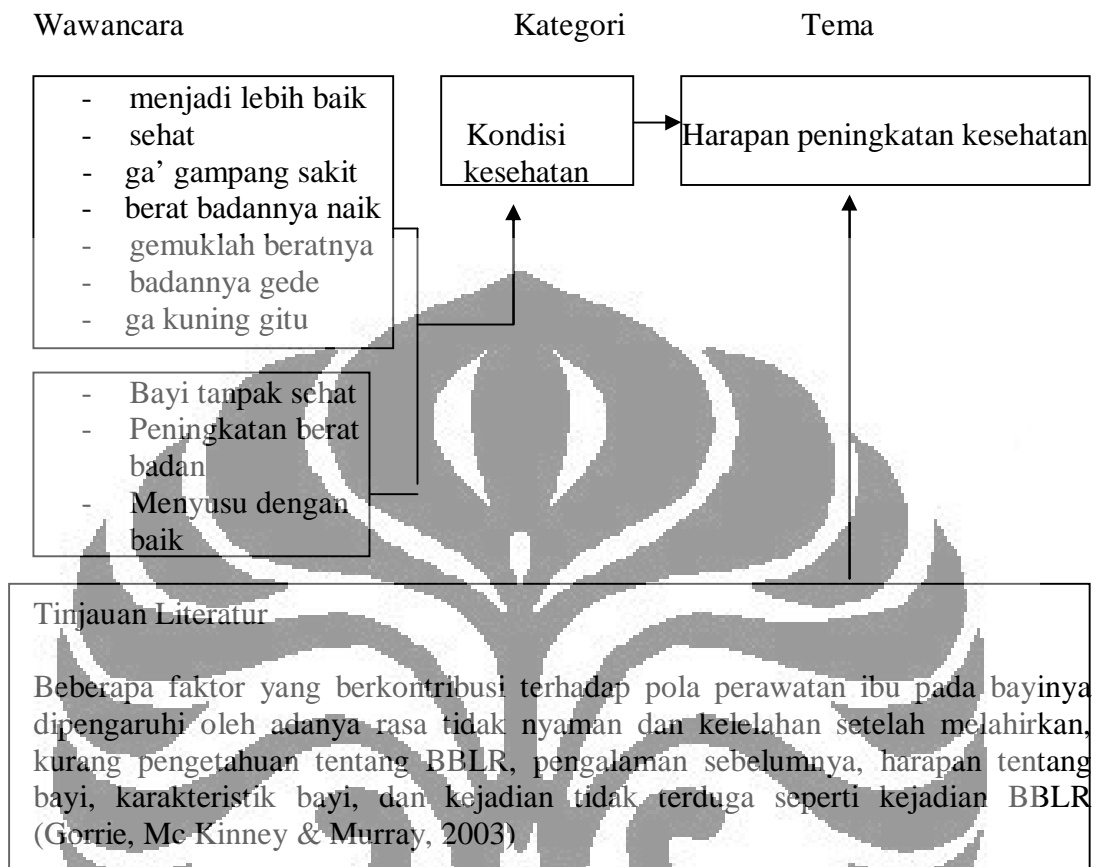 Wawancara Kategori Tema
- menjadi lebih baik
- sehat
- ga’ gampang sakit
- berat badannya naik
- gemuklah beratnya
- badannya gede
- ga kuning gitu
Kondisi
kesehatan
Harapan peningkatan kesehatan
- Bayi tanpak sehat
- Peningkatan berat
badan
- Menyusu dengan
baik
Tinjauan Literatur
Beberapa faktor yang berkontribusi terhadap pola perawatan ibu pada bayinya
dipengaruhi oleh adanya rasa tidak nyaman dan kelelahan setelah melahirkan,
kurang pengetahuan tentang BBLR, pengalaman sebelumnya, harapan tentang
bayi, karakteristik bayi, dan kejadian tidak terduga seperti kejadian BBLR
(Gorrie, Mc Kinney & Murray, 2003)